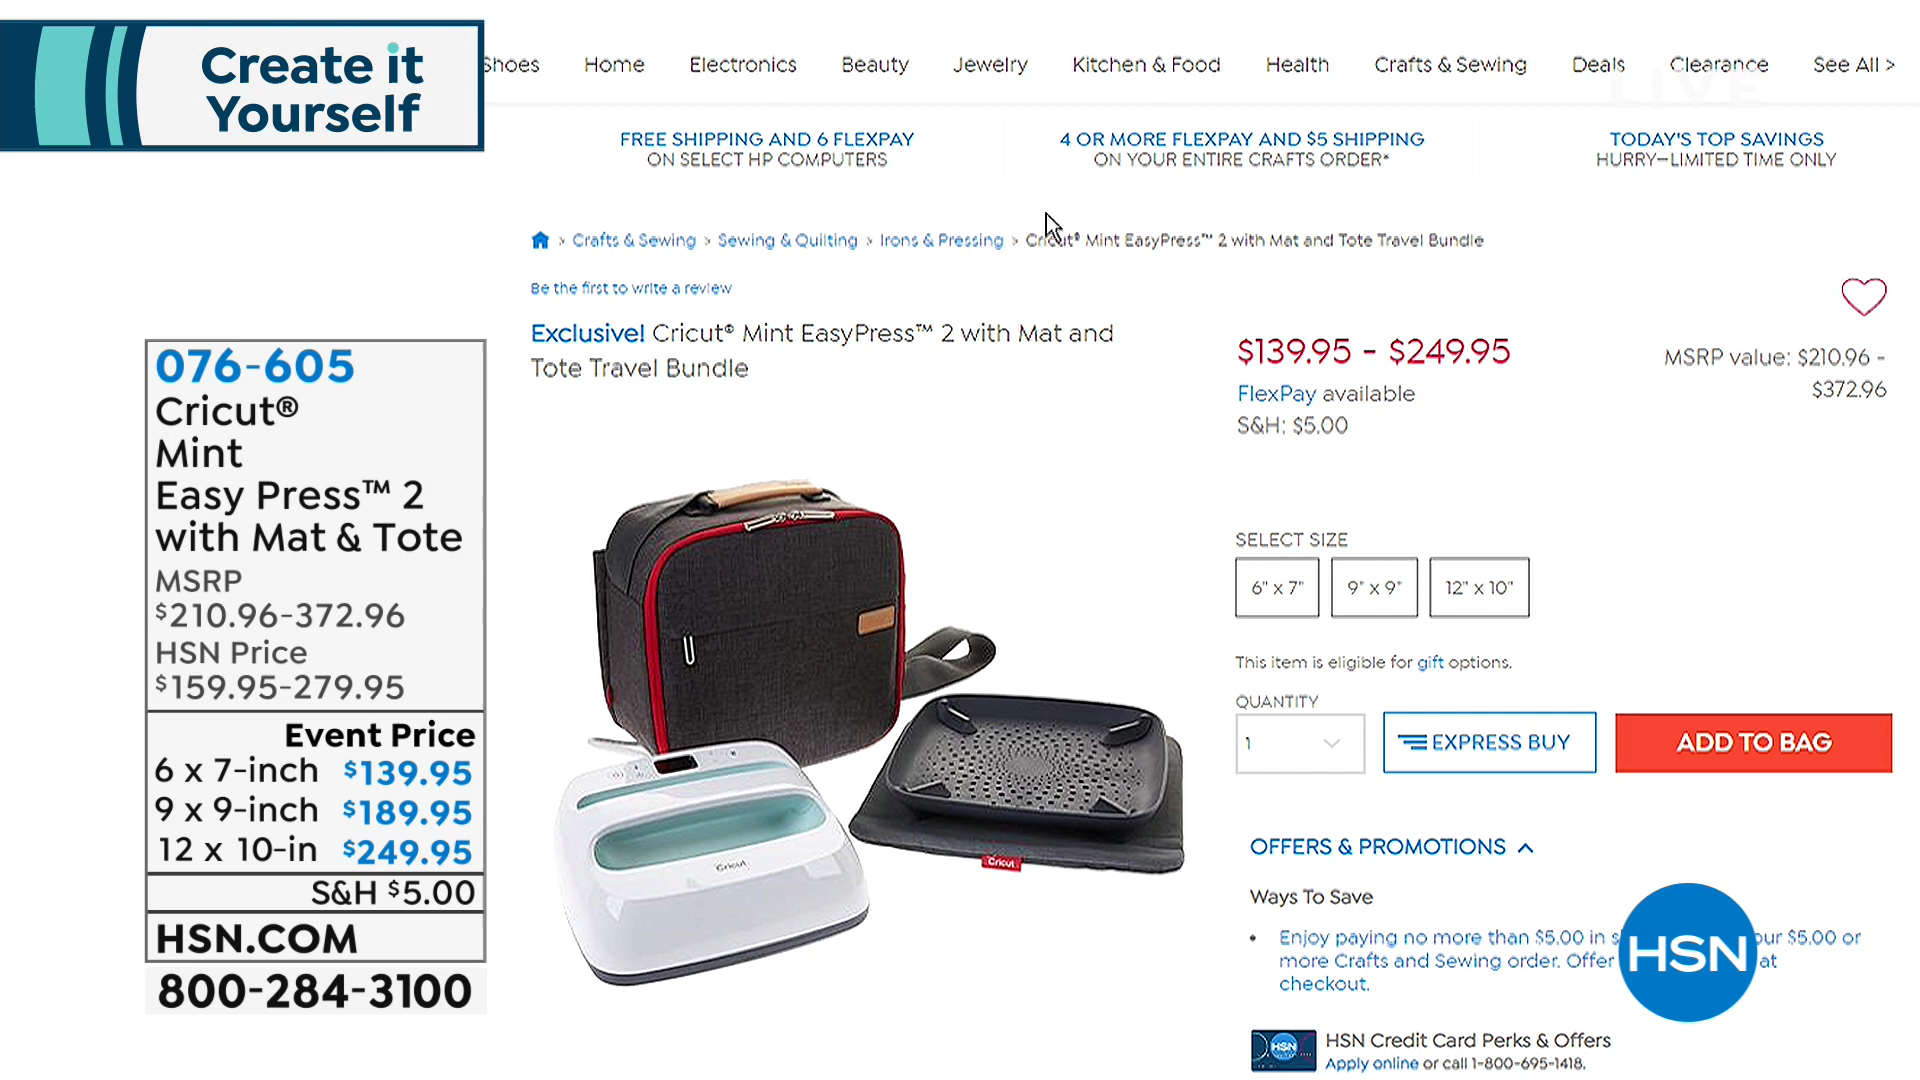 Create it
Yourself
Shoes Home Electronics Beauty Jewelry Kitchen & Food Health Crafts & Sewing Deals Clearance See All >
LIVE
FREE SHIPPING AND 6 FLEXPAY
ON SELECT HP COMPUTERS
4 OR MORE FLEXPAY AND $5 SHIPPING
ON YOUR ENTIRE CRAFTS ORDER*
TODAY'S TOP SAVINGS
HURRY—LIMITED TIME ONLY
> Crafts & Sewing > Sewing & Quilting > Irons & Pressing > Cricut® Mint EasyPress™ 2 with Mat and Tote Travel Bundle
Be the first to write a review
Exclusive! Cricut® Mint EasyPress™ 2 with Mat and
Tote Travel Bundle
$139.95 - $249.95
FlexPay available
S&H: $5.00
MSRP value: $210.96 -
$372.96
SELECT SIZE
6" x 7" 9" x 9" 12" x 10"
This item is eligible for gift options.
QUANTITY
1
EXPRESS BUY
ADD TO BAG
OFFERS & PROMOTIONS
Ways To Save
• Enjoy paying no more than $5.00 in our $5.00 or
more Crafts and Sewing order. Offer at
checkout.
HSN
HSN
HSN Credit Card Perks & Offers
Apply online or call 1-800-695-1418.
076-605
Cricut®
Mint
Easy Press™ 2
with Mat & Tote
MSRP
$210.96-372.96
HSN Price
$159.95-279.95
Event Price
6 x 7-inch $139.95
9 x 9-inch $189.95
12 x 10-in $249.95
S&H $5.00
HSN.COM
800-284-3100
Cricut
Cricut